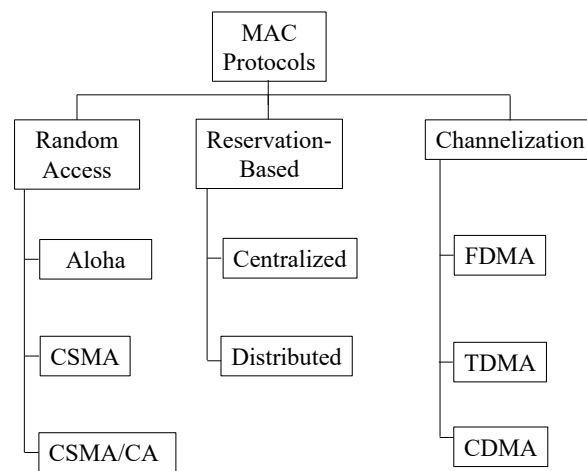 MAC
Protocols
Random
Access
Reservation-
Based
Channelization
Aloha
Centralized
FDMA
CSMA
Distributed
TDMA
CSMA/CA
CDMA